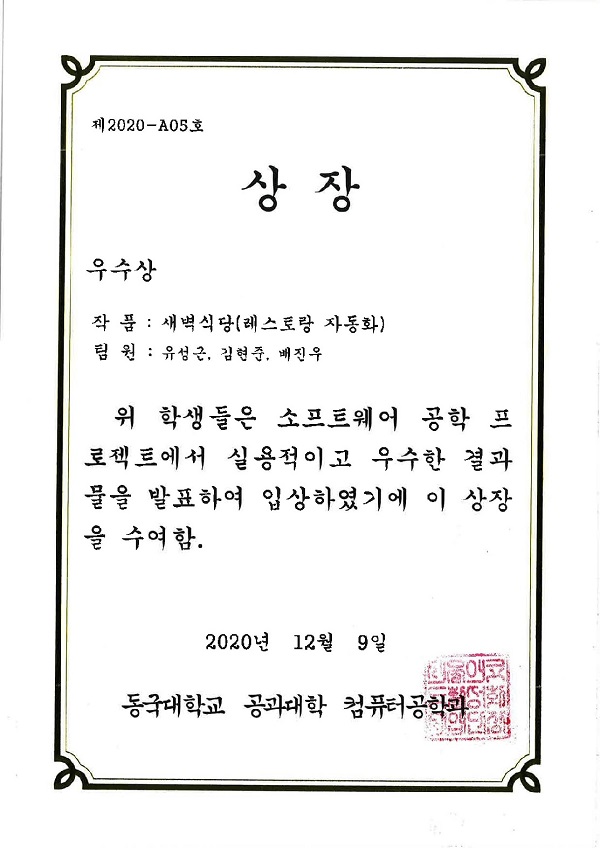 제2020-A05호
상 장
우수상
작 품 : 새벽식당(레스토랑 자동화)
팀 원 : 유성근, 김현준, 배진우
위 학생들은 소프트웨어 공학 프
로젝트에서 실용적이고 우수한 결과
물을 발표하여 입상하였기에 이 상장
을 수여함.
2020년 12월 9일
동국대학교 공과대학 컴퓨터공학과